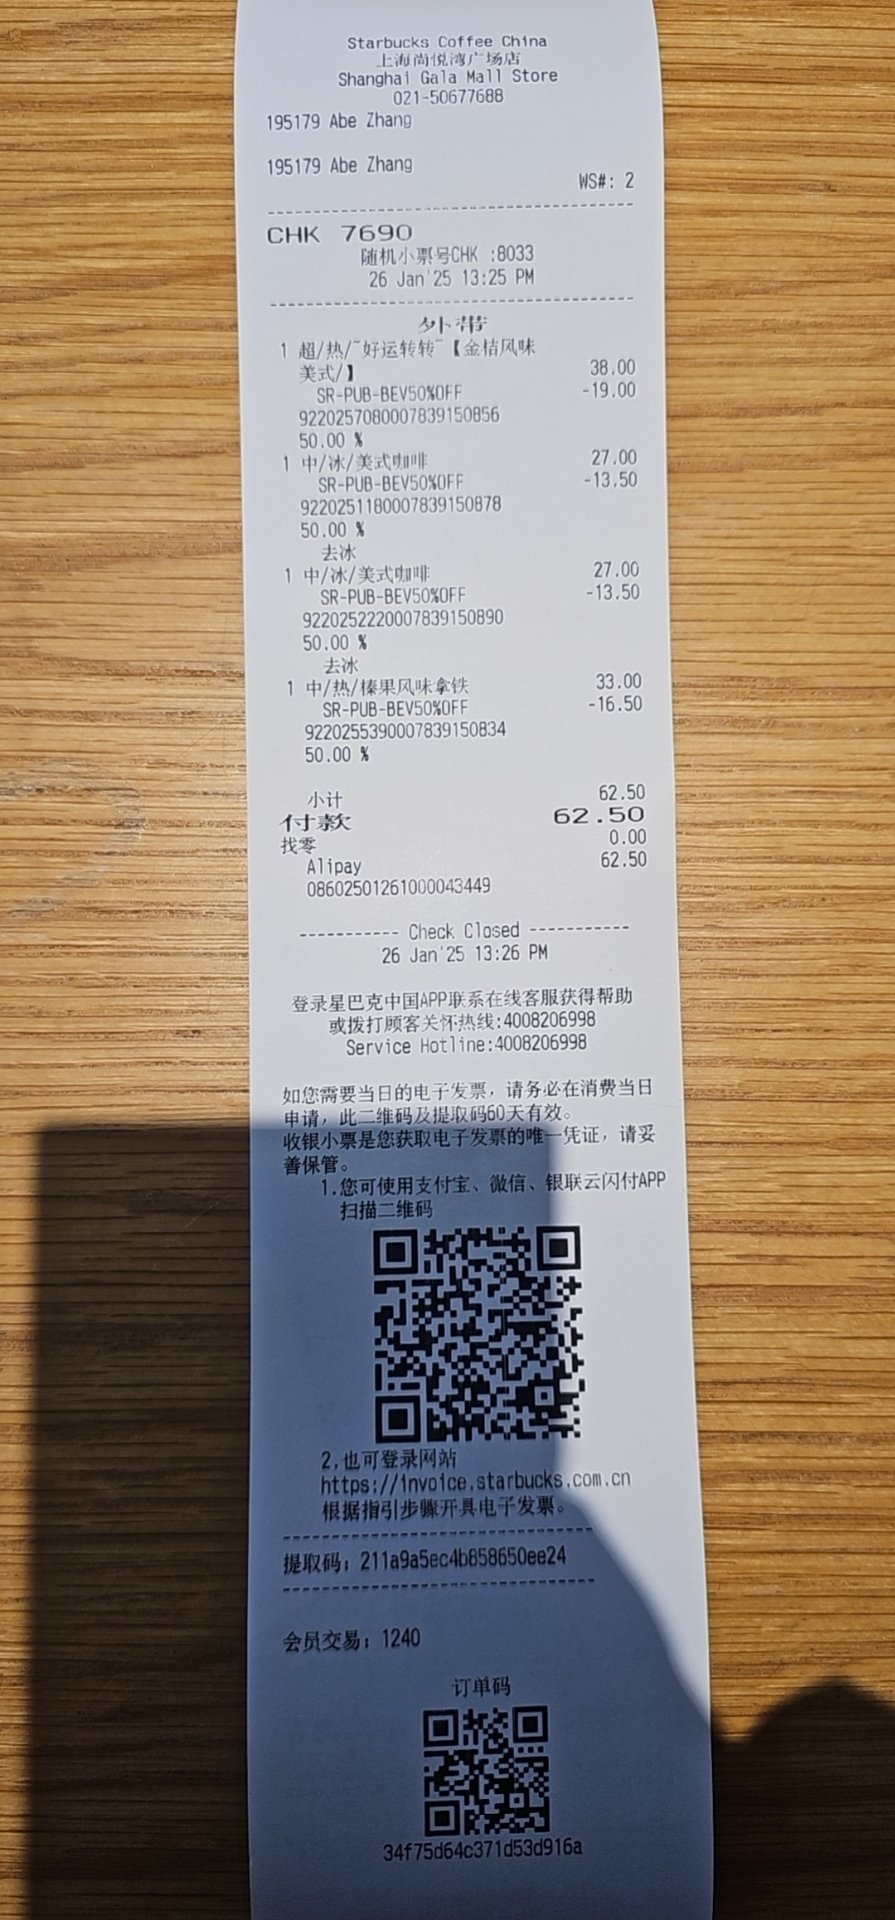 Starbucks Coffee China
上海尚悦湾广场店
Shanghai Gala Mall Store
021-50677688
195179 Abe Zhang
195179 Abe Zhang
WS#: 2
CHK 7690
随机小票号CHK :8033
26 Jan'25 13:25 PM
外带
1 超/热/~好运转转~【金桔风味
美式/】 38.00
SR-PUB-BEV50%OFF -19.00
9220257080007839150856
50.00 %
1 中/冰/美式咖啡 27.00
SR-PUB-BEV50%OFF -13.50
9220251180007839150878
50.00 %
去冰
1 中/冰/美式咖啡 27.00
SR-PUB-BEV50%OFF -13.50
9220252220007839150890
50.00 %
去冰
1 中/热/榛果风味拿铁 33.00
SR-PUB-BEV50%OFF -16.50
9220255390007839150834
50.00 %
小计 62.50
付款 62.50
找零 0.00
Alipay 62.50
08602501261000043449
----------- Check Closed -----------
26 Jan'25 13:26 PM
登录星巴克中国APP联系在线客服获得帮助
或拨打顾客关怀热线:4008206998
Service Hotline:4008206998
如您需要当日的电子发票，请务必在消费当日
申请，此二维码及提取码60天有效。
收银小票是您获取电子发票的唯一凭证，请妥
善保管。
1.您可使用支付宝、微信、银联云闪付APP
扫描二维码
2.也可登录网站
https://invoice.starbucks.com.cn
根据指引步骤开具电子发票。
提取码：211a9a5ec4b858650ee24
会员交易：1240
订单码
34f75d64c371d53d916a